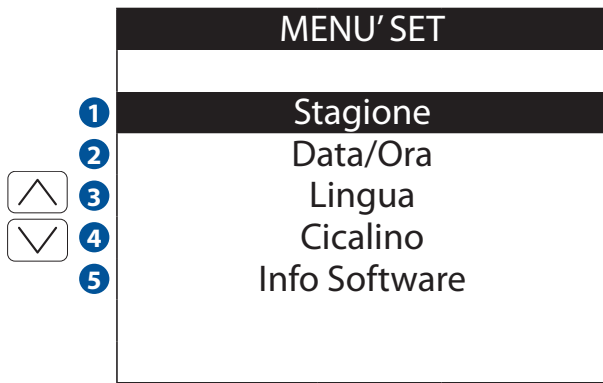 MENU’ SET
1 Stagione
2 Data/Ora
3 Lingua
4 Cicalino
5 Info Software